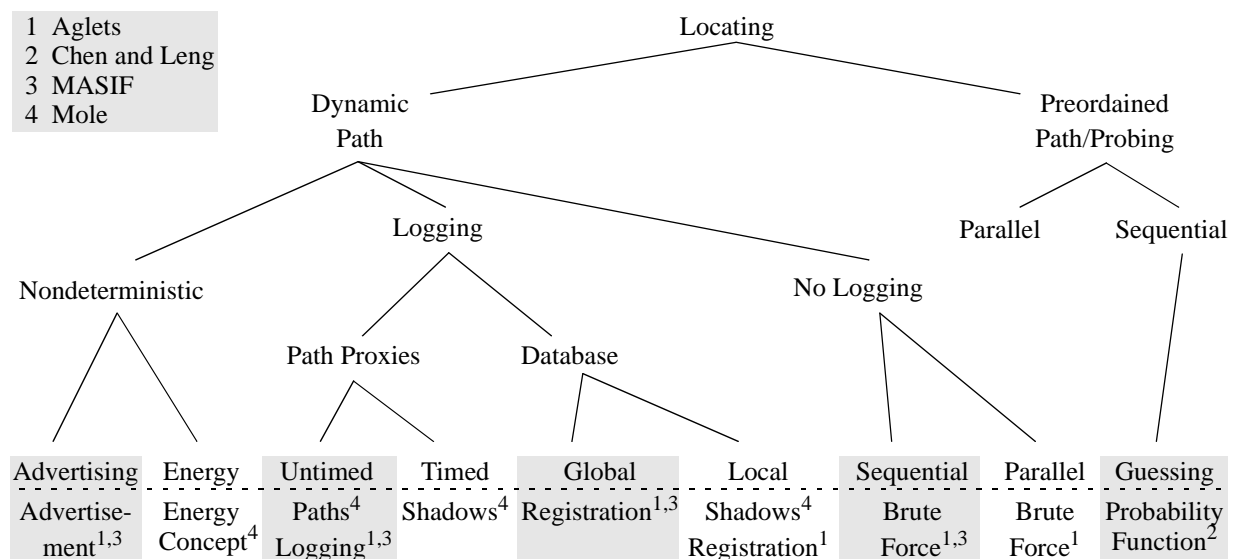 1 Aglets
2 Chen and Leng
3 MASIF
4 Mole
Locating
Dynamic
Path
Preordained
Path/Probing
Logging
Parallel
Sequential
Nondeterministic
No Logging
Path Proxies
Database
Advertising
Energy
Untimed
Timed
Global
Local
Sequential
Parallel
Guessing
Advertise-
ment1,3
Energy
Concept4
Paths4
Logging1,3
Shadows4
Registration1,3
Shadows4
Registration1
Brute
Force1,3
Brute
Force1
Probability
Function2